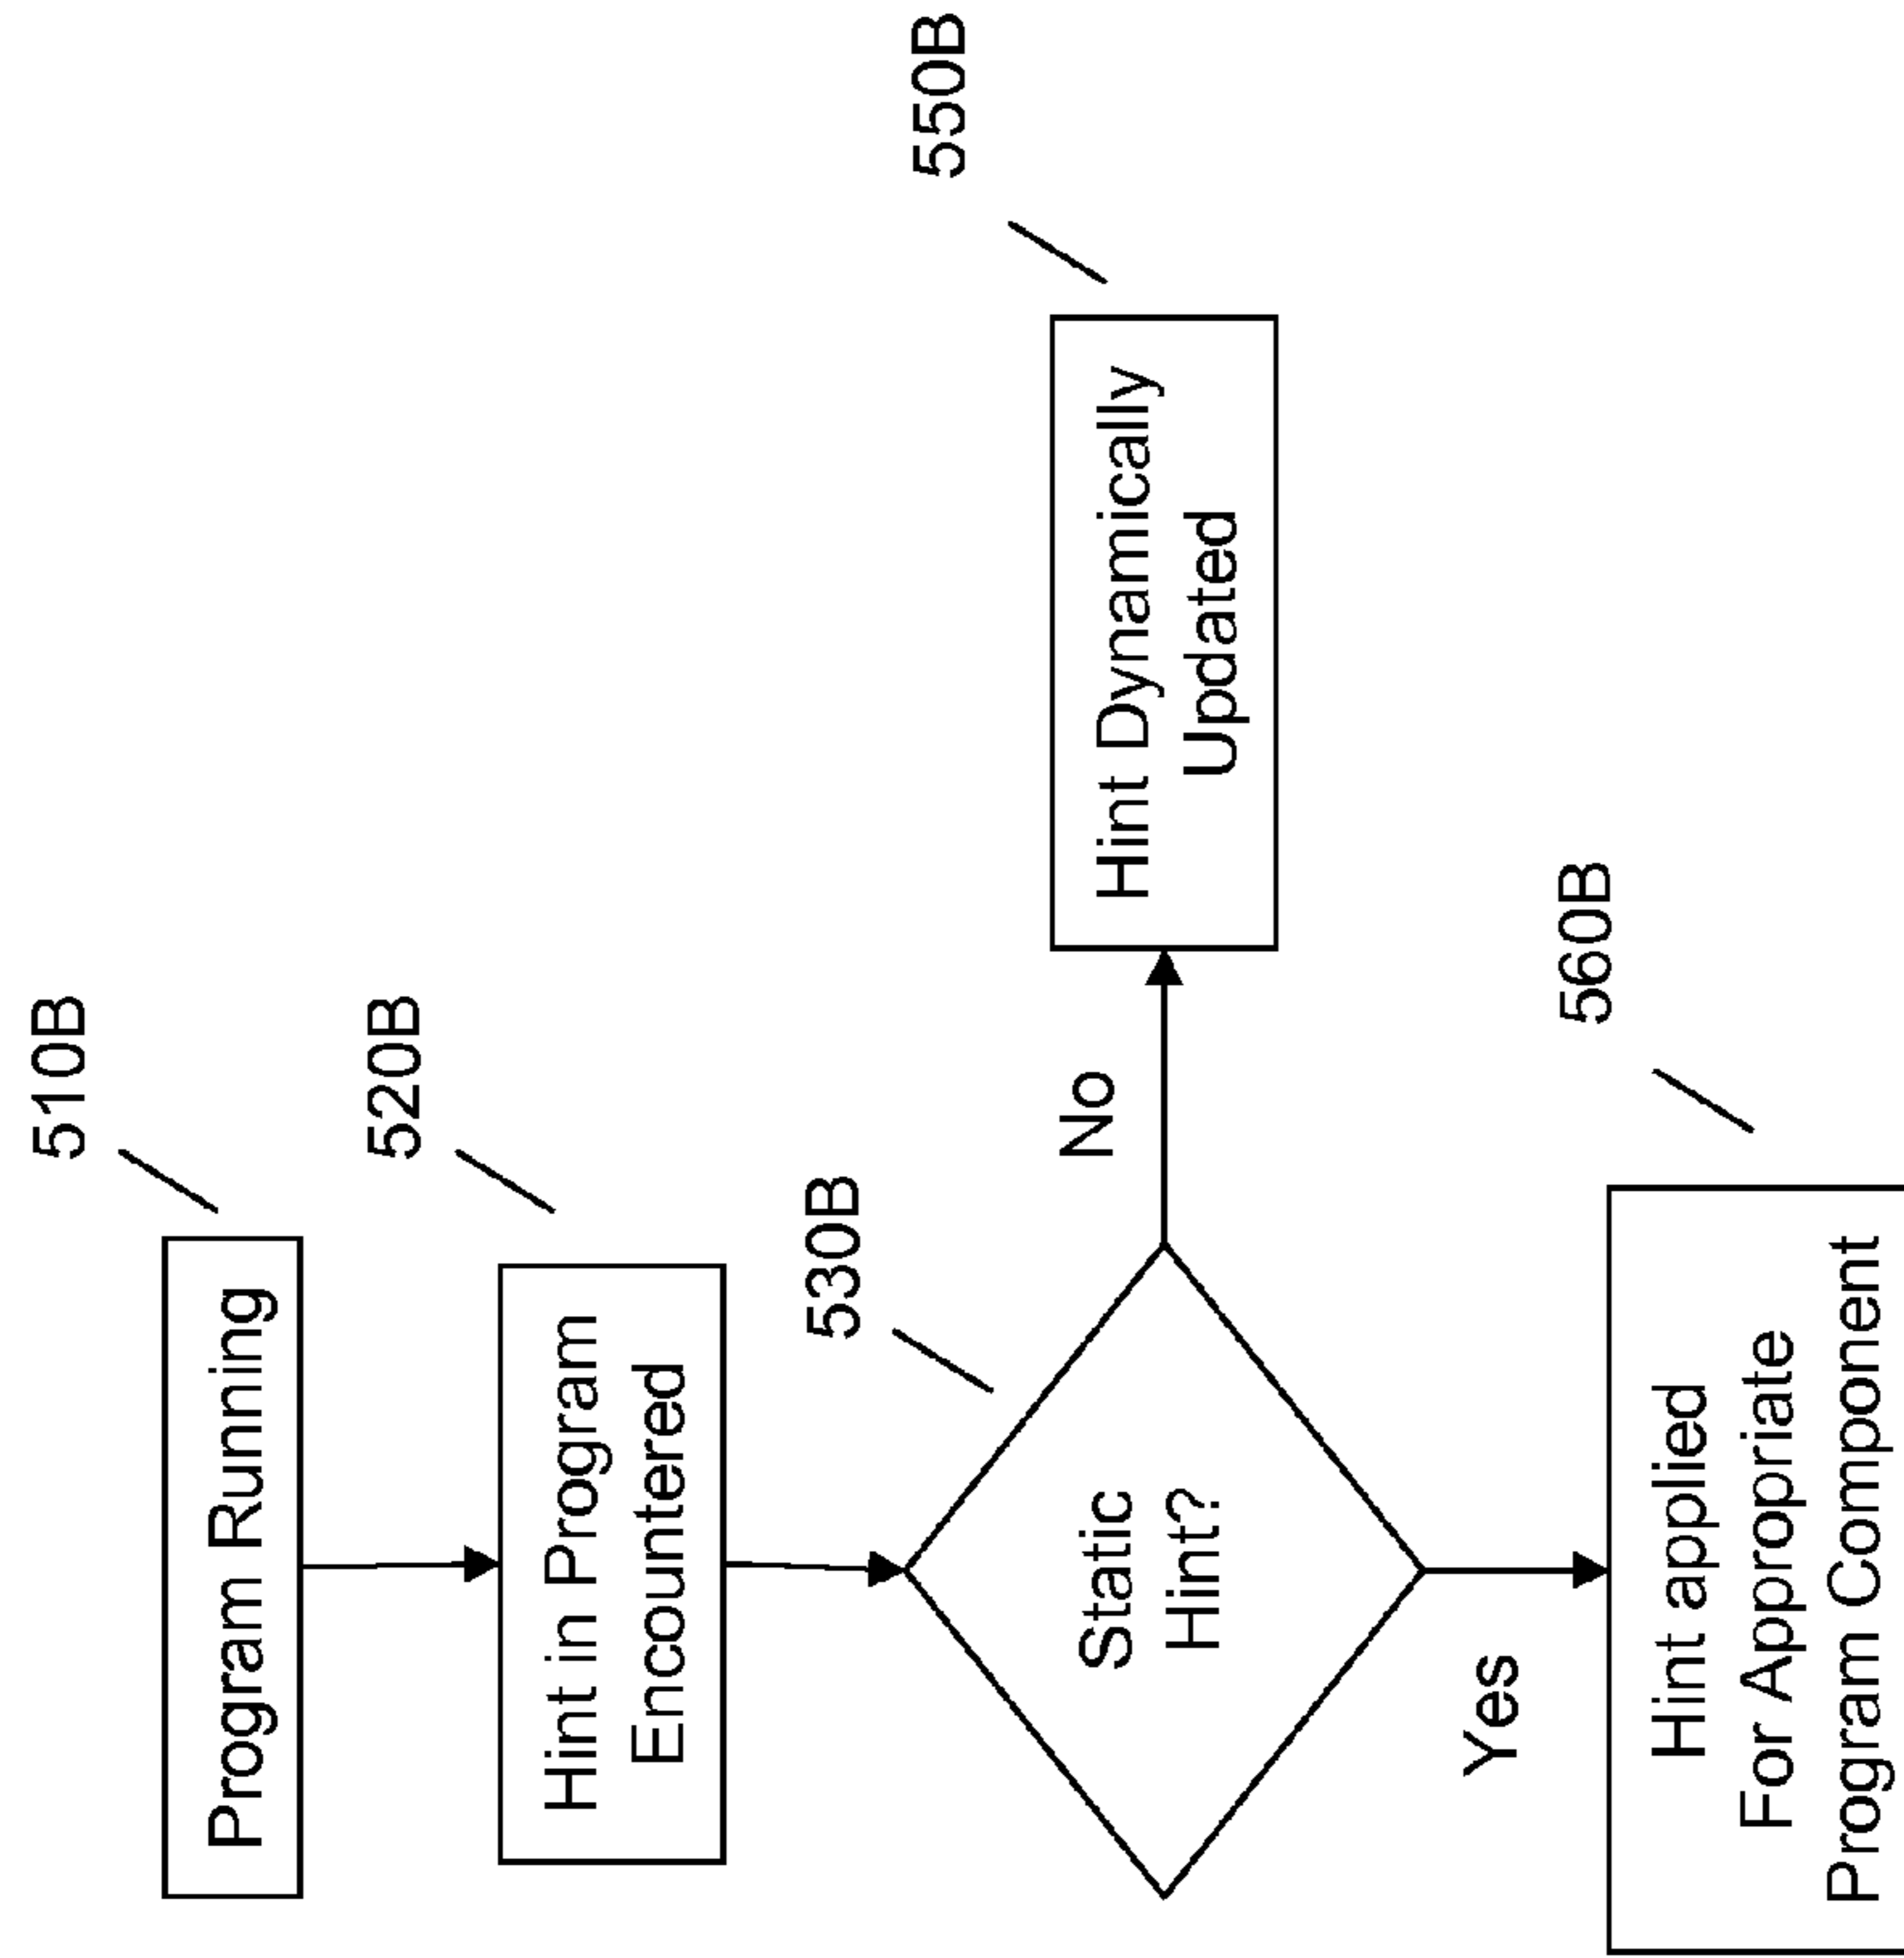 510B
Program Running
520B
Hint in Program
Encountered
530B
Static
Hint?
No
550B
Hint Dynamically
Updated
Yes
560B
Hint applied
For Appropriate
Program Component